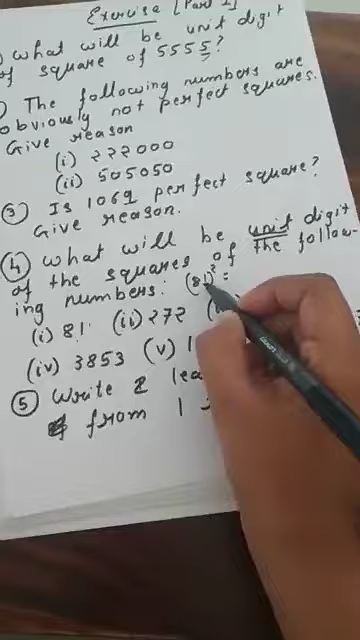 Exercise [Part 1]
What will be unit digit
of square of 5555?
The following numbers are
obviously not perfect squares.
Give reason
(i) 222000
(ii) 505050
③ Is 1069 perfect square?
Give reason.
④ What will be unit digit
of the squares of the follow-
ing numbers: (81)² =
(i) 81 (ii) 272
(iv) 3853 (v) 1
⑤ Write 2
from 1